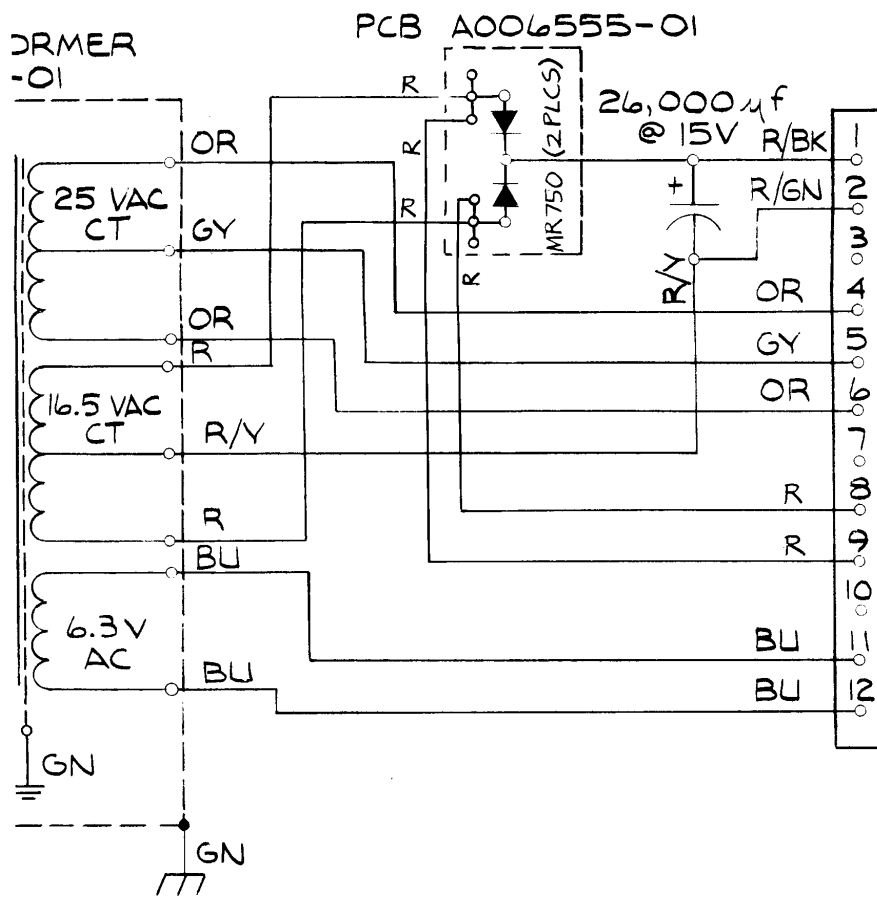 PCB A006555-01
ORMER
-01
R
MR750 (2PLCS)
26,000 µf
@ 15V
R/BK
1
OR
R
+
R/GN
2
25 VAC
CT
GY
R
3
R
R/Y
OR
4
OR
GY
5
R
16.5 VAC
CT
R/Y
OR
6
7
R
R
8
R
9
BU
10
6.3V
AC
BU
11
BU
BU
12
GN
GN